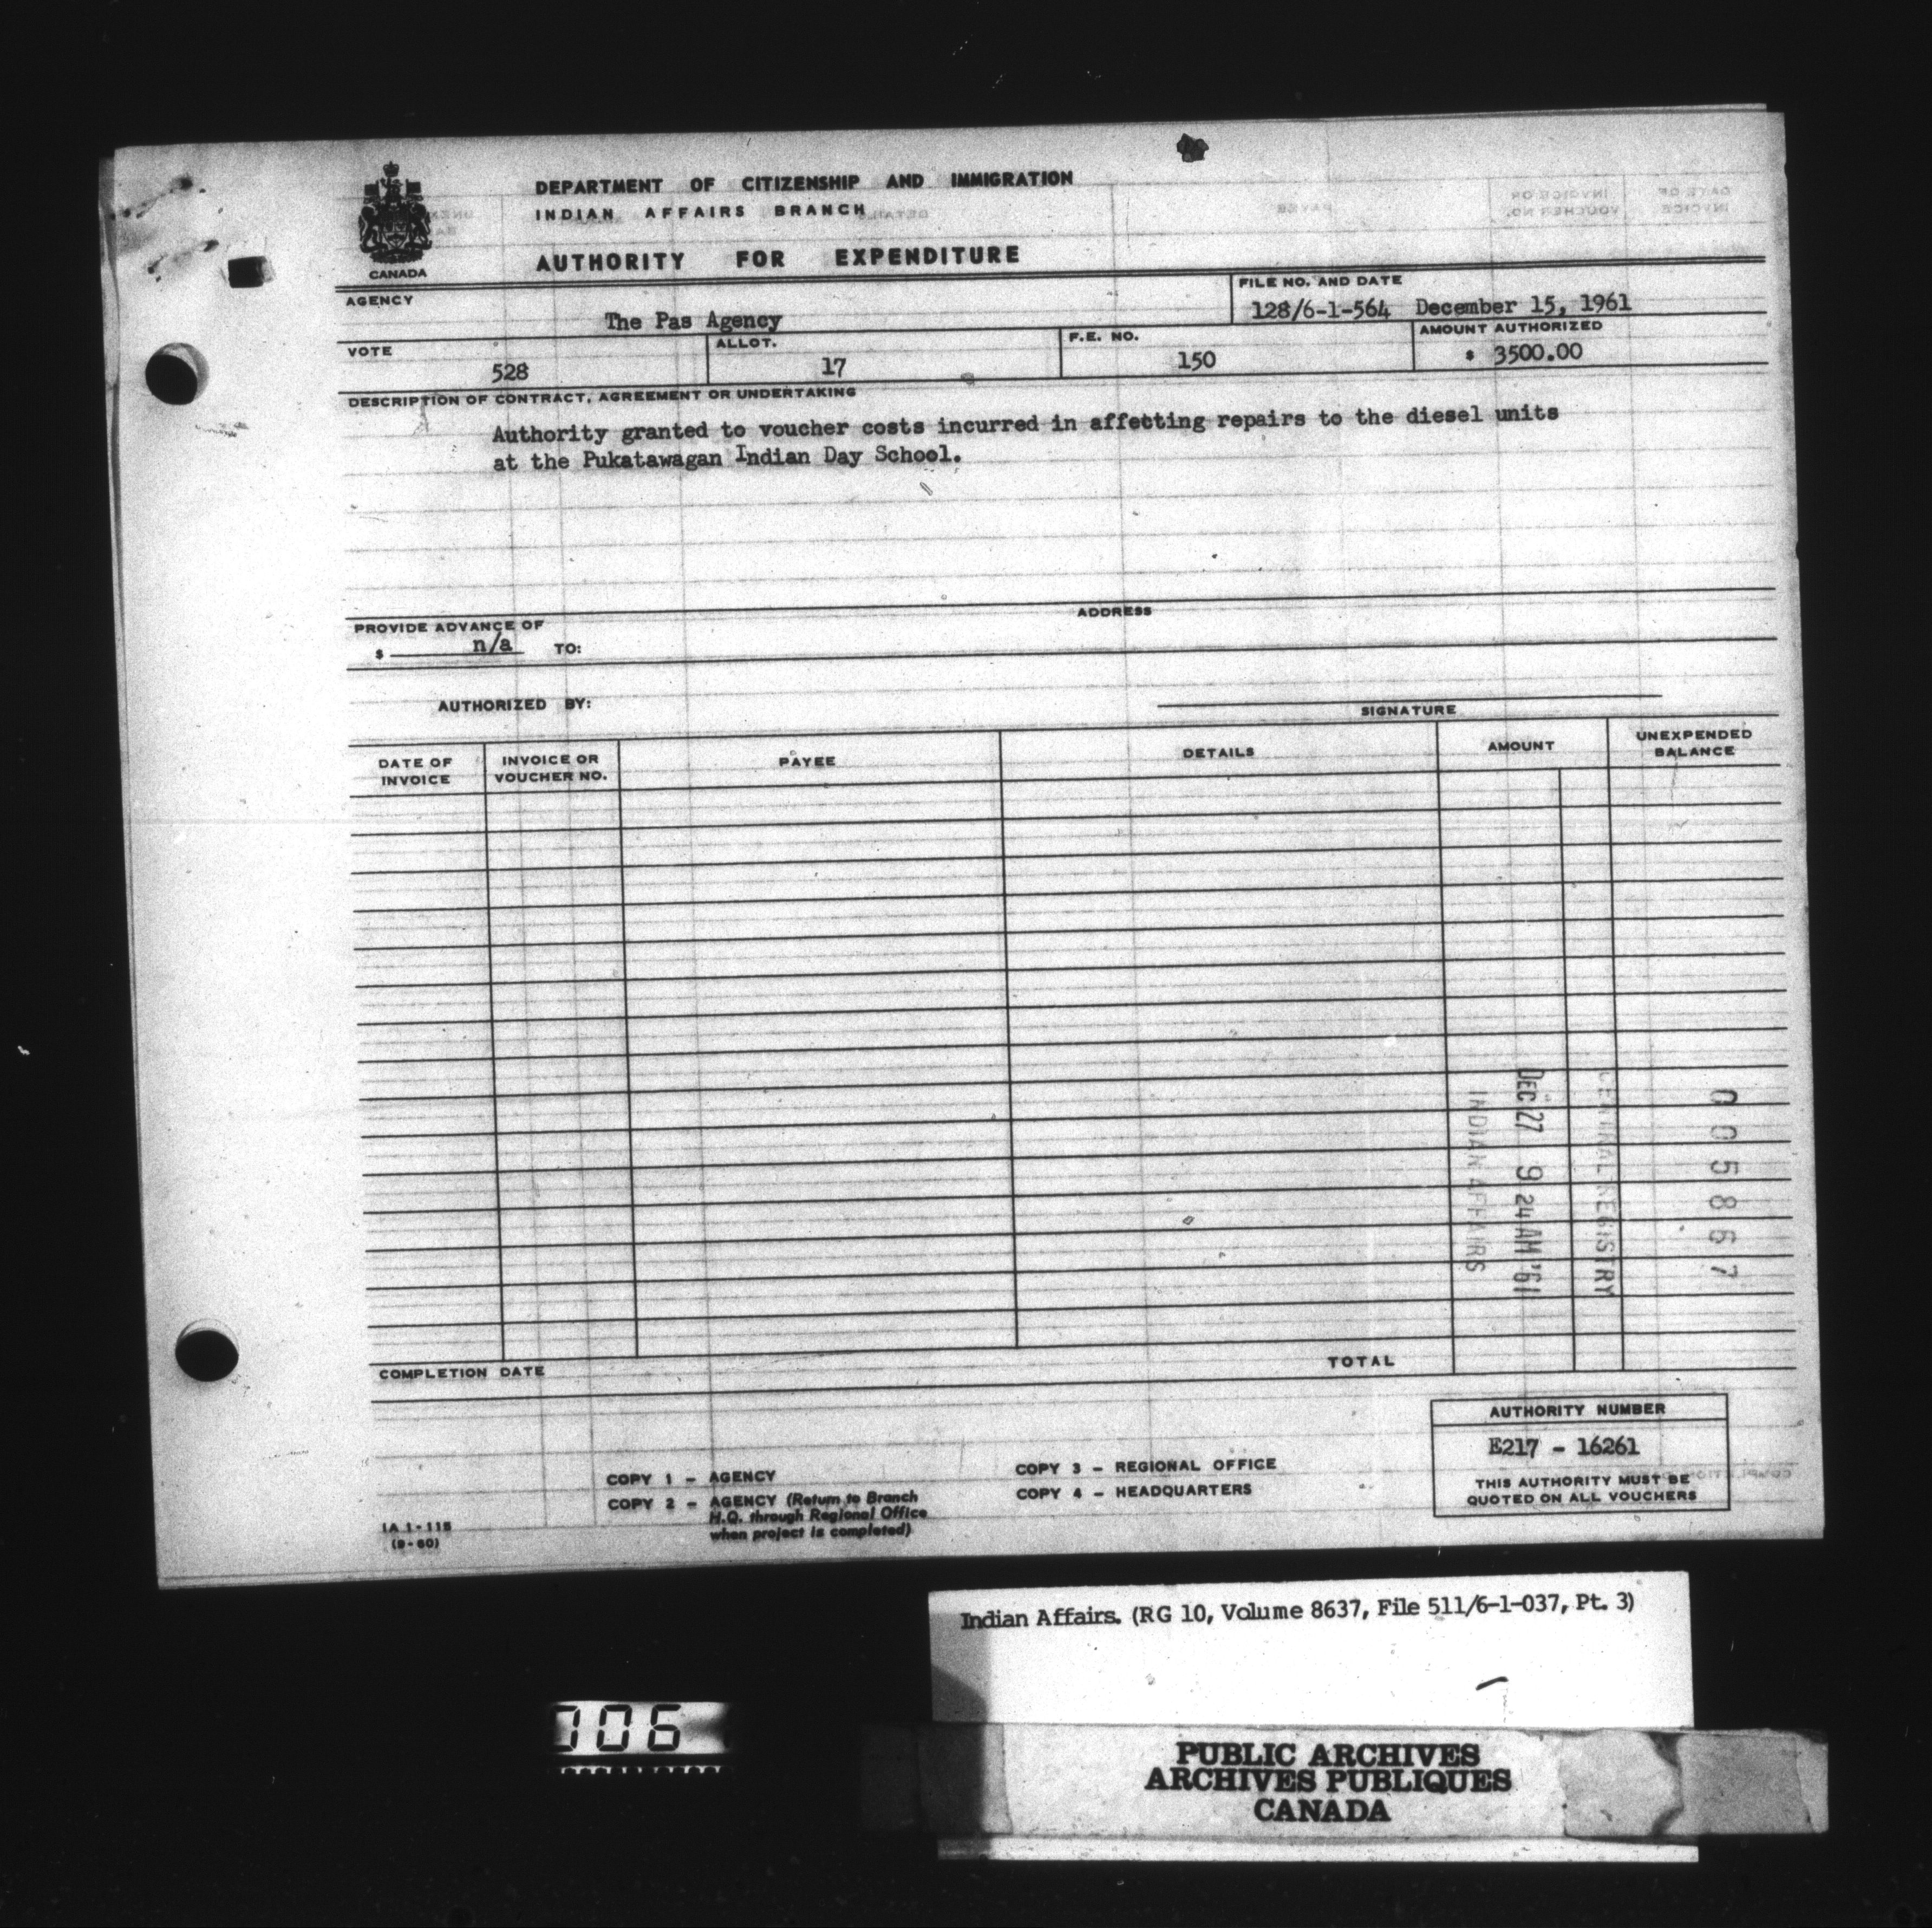 DEPARTMENT OF CITIZENSHIP AND IMMIGRATION
INDIAN AFFAIRS BRANCH
AUTHORITY FOR EXPENDITURE
CANADA
AGENCY
The Pas Agency
FILE NO. AND DATE
128/6-1-564 December 15, 1961
VOTE
528
ALLOT.
17
F.E. NO.
150
AMOUNT AUTHORIZED
$ 3500.00
DESCRIPTION OF CONTRACT, AGREEMENT OR UNDERTAKING
Authority granted to voucher costs incurred in affecting repairs to the diesel units
at the Pukatawagan Indian Day School.
PROVIDE ADVANCE OF
$ n/a TO:
ADDRESS
AUTHORIZED BY:
SIGNATURE
DATE OF
INVOICE
INVOICE OR
VOUCHER NO.
PAYEE
DETAILS
AMOUNT
UNEXPENDED
BALANCE
005867
CENTRAL REGISTRY
DEC 27 9 24 AM '61
INDIAN AFFAIRS
COMPLETION DATE
TOTAL
AUTHORITY NUMBER
E217 - 16261
THIS AUTHORITY MUST BE
QUOTED ON ALL VOUCHERS
COPY 1 - AGENCY
COPY 2 - AGENCY (Return to Branch
H.Q. through Regional Office
when project is completed)
COPY 3 - REGIONAL OFFICE
COPY 4 - HEADQUARTERS
IA 1-115
(9-60)
Indian Affairs. (RG 10, Volume 8637, File 511/6-1-037, Pt. 3)
006
PUBLIC ARCHIVES
ARCHIVES PUBLIQUES
CANADA